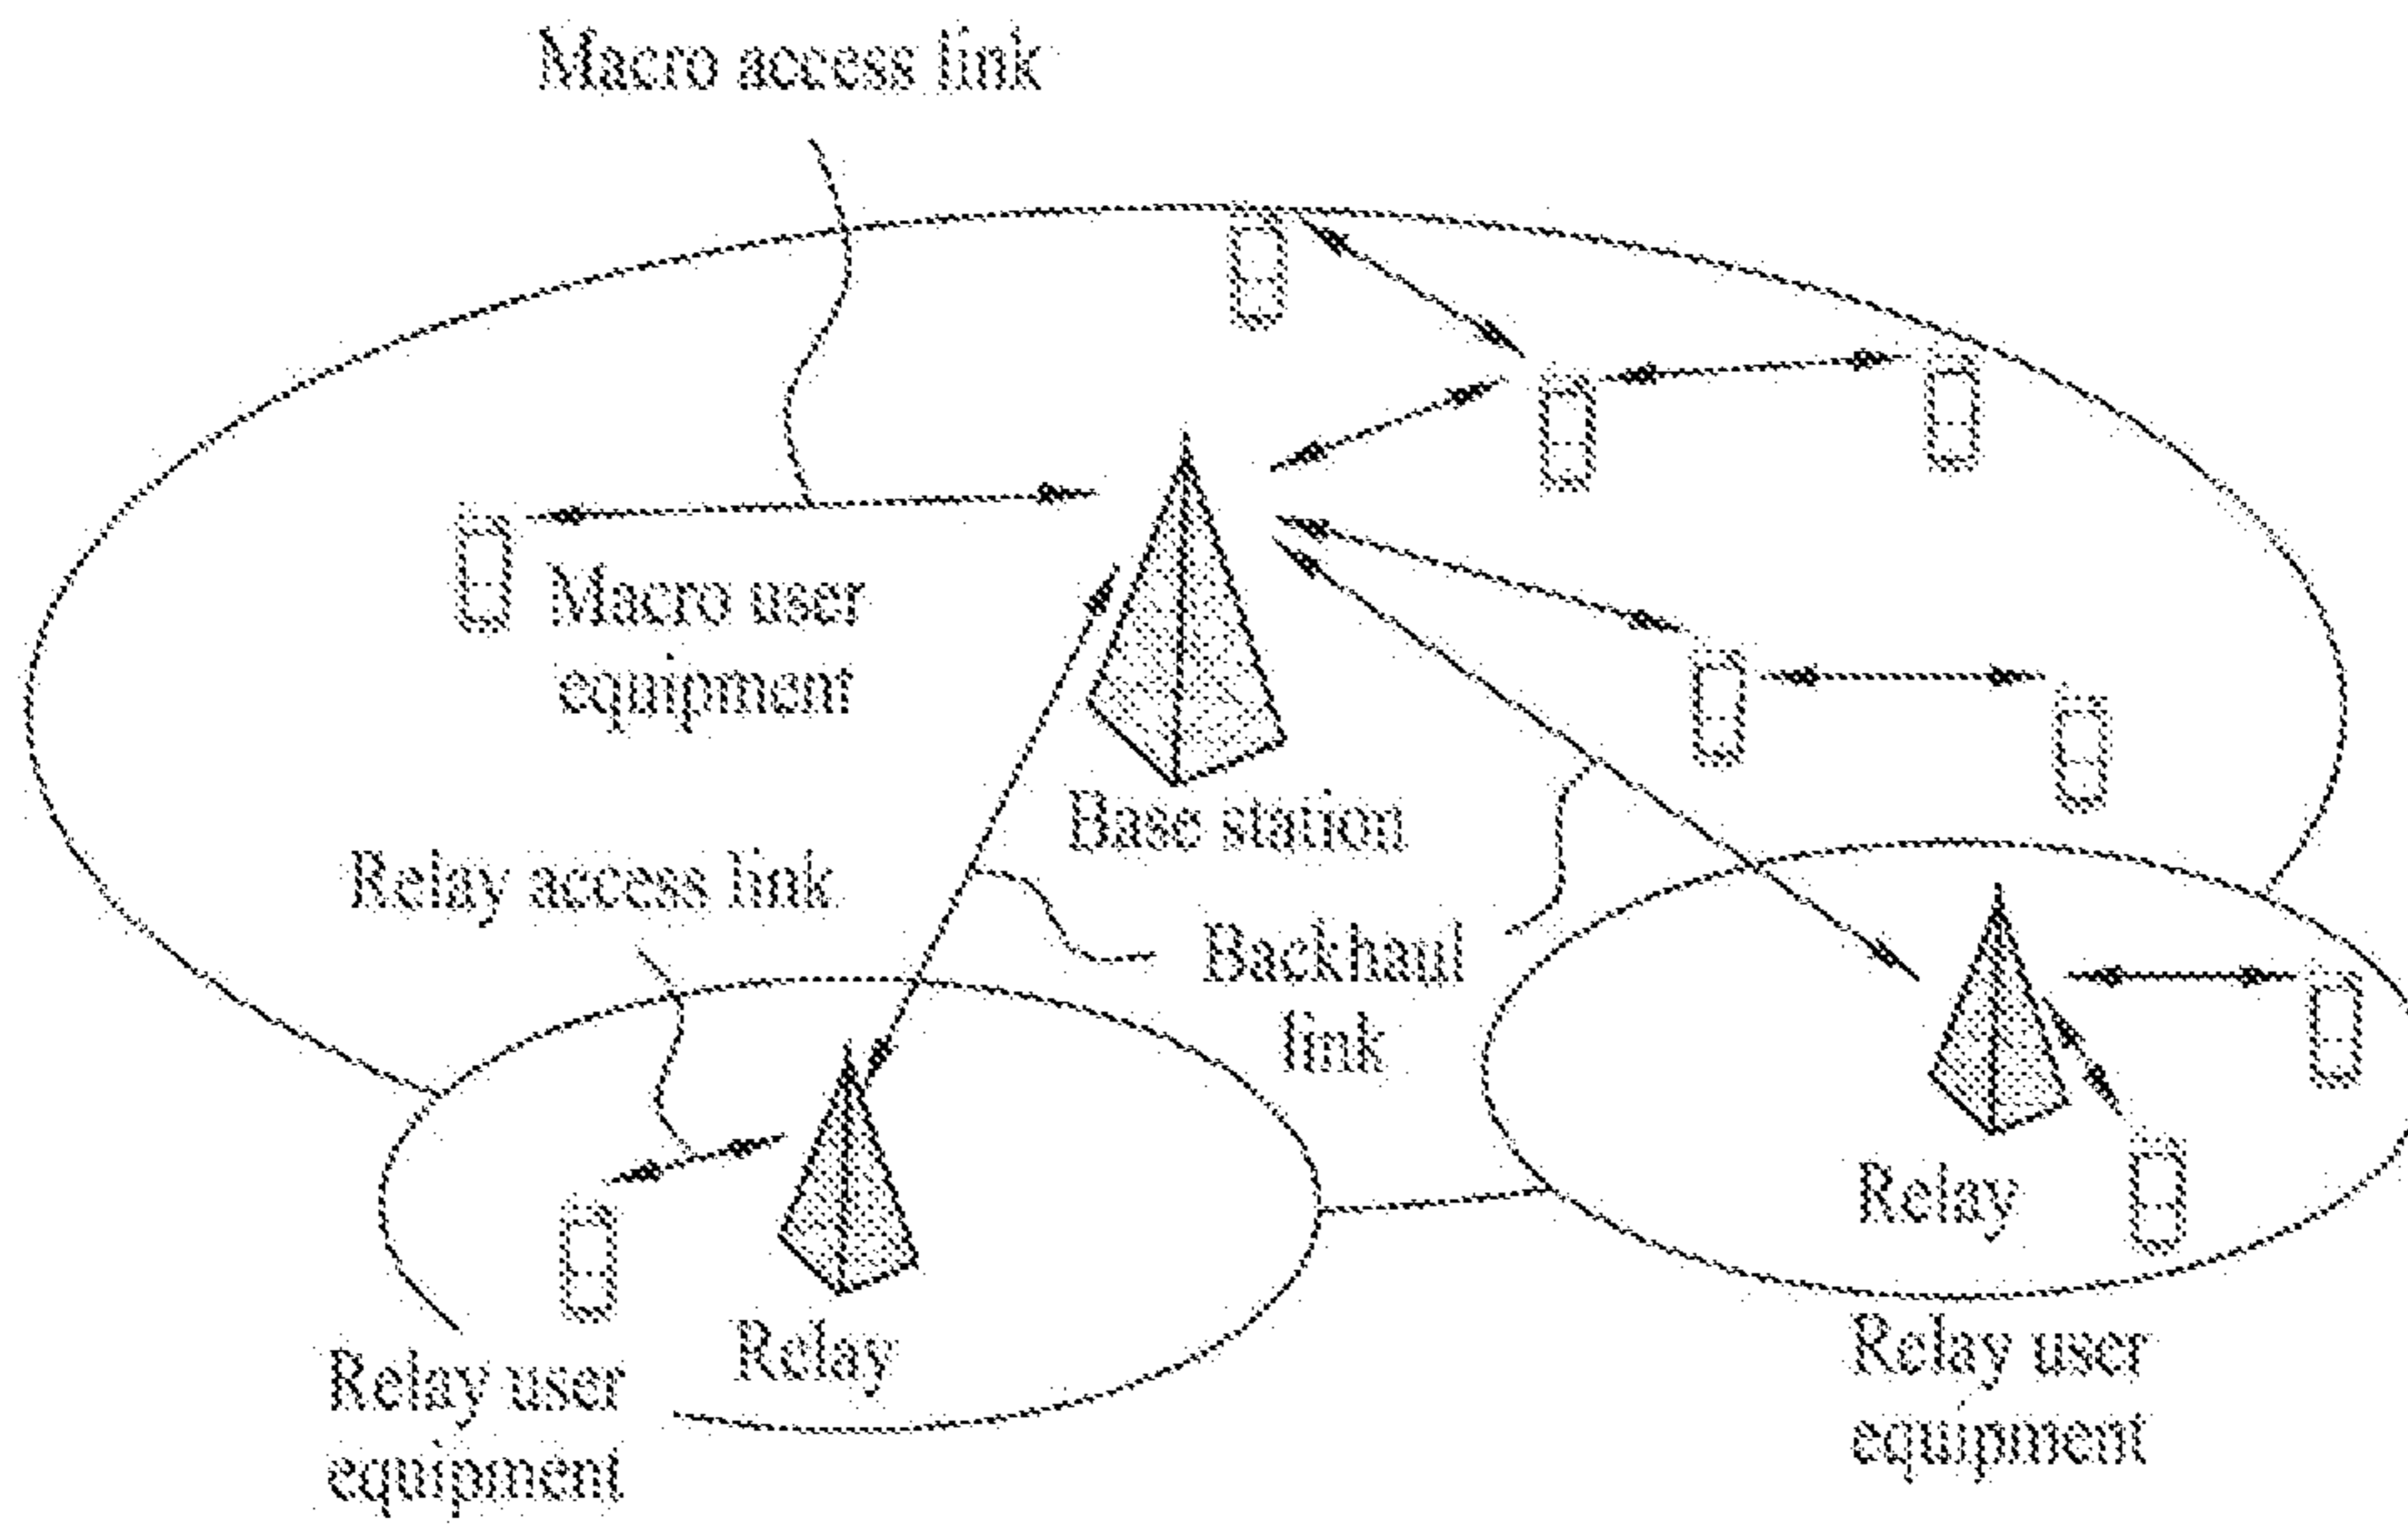 Macro access link
Macro user
equipment
Base station
Relay access link
Backhaul
link
Relay
Relay user
equipment
Relay
Relay user
equipment